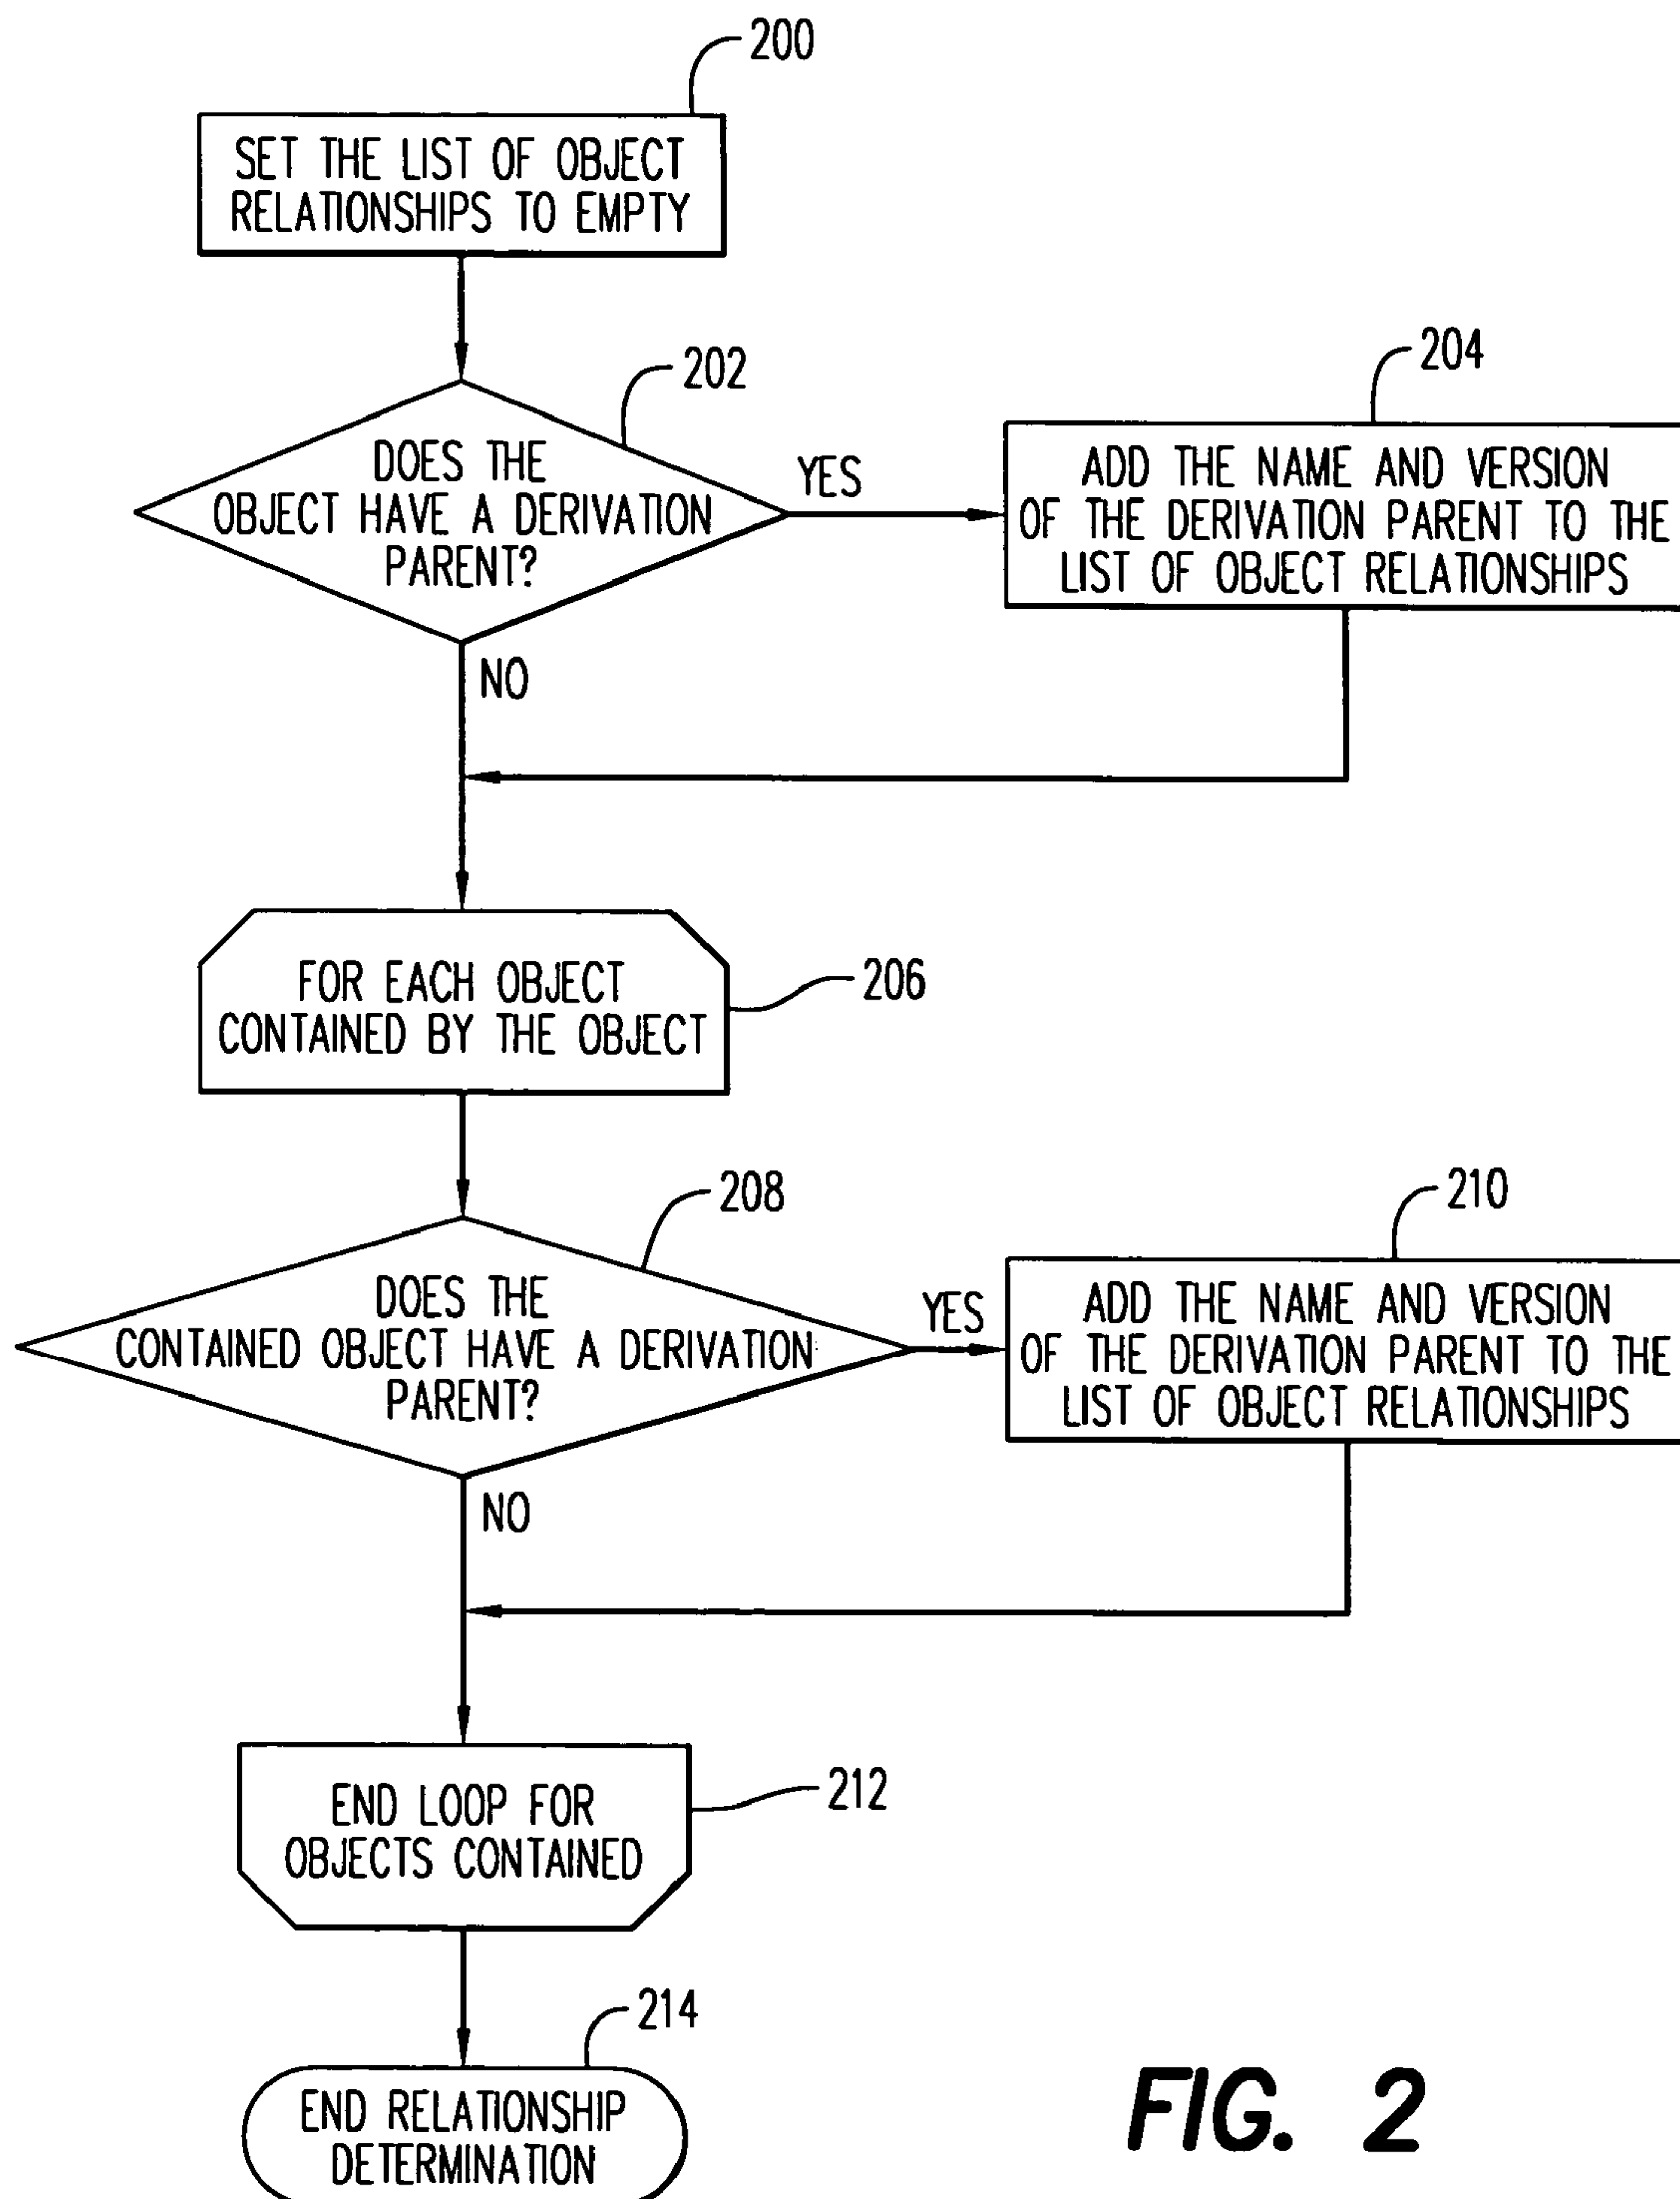 200
SET THE LIST OF OBJECT
RELATIONSHIPS TO EMPTY
202
DOES THE
OBJECT HAVE A DERIVATION
PARENT?
YES
NO
204
ADD THE NAME AND VERSION
OF THE DERIVATION PARENT TO THE
LIST OF OBJECT RELATIONSHIPS
FOR EACH OBJECT
CONTAINED BY THE OBJECT
206
208
DOES THE
CONTAINED OBJECT HAVE A DERIVATION
PARENT?
YES
NO
210
ADD THE NAME AND VERSION
OF THE DERIVATION PARENT TO THE
LIST OF OBJECT RELATIONSHIPS
END LOOP FOR
OBJECTS CONTAINED
212
214
END RELATIONSHIP
DETERMINATION
FIG. 2